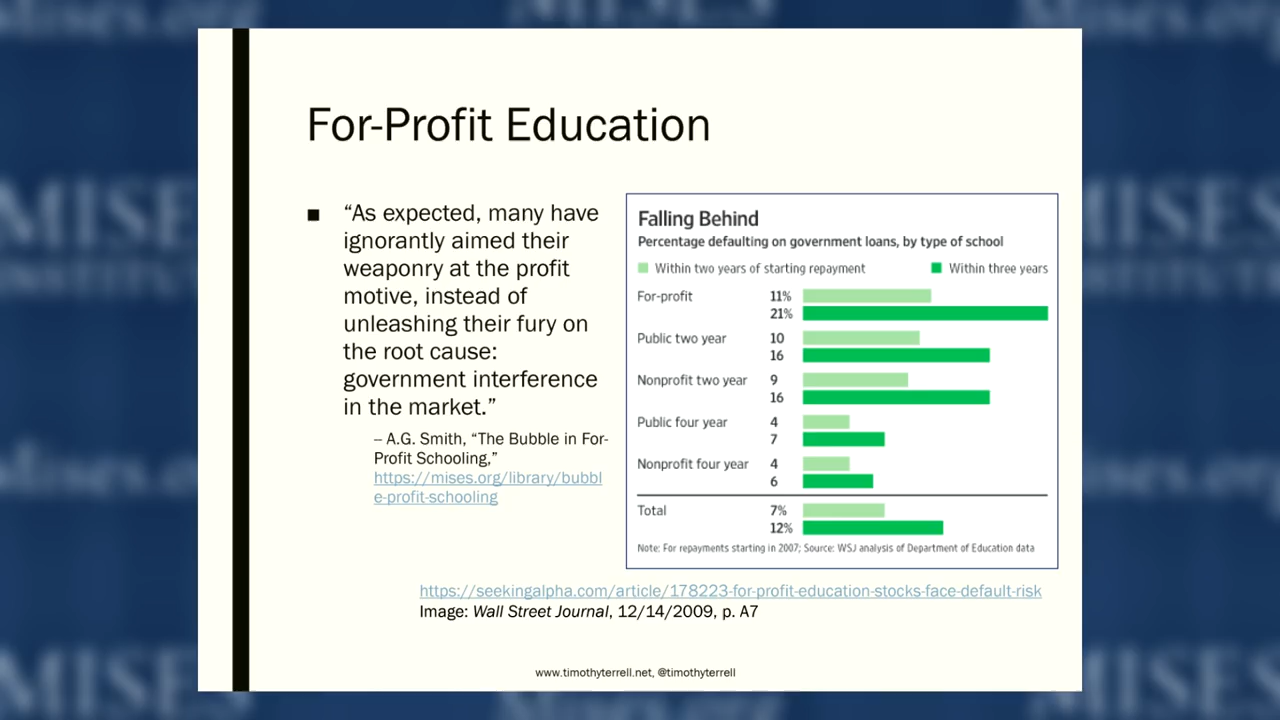 For-Profit Education
■ “As expected, many have
ignorantly aimed their
weaponry at the profit
motive, instead of
unleashing their fury on
the root cause:
government interference
in the market.”
– A.G. Smith, “The Bubble in For-
Profit Schooling,”
https://mises.org/library/bubbl
e-profit-schooling
Falling Behind
Percentage defaulting on government loans, by type of school
Within two years of starting repayment Within three years
For-profit 11%
21%
Public two year 10
16
Nonprofit two year 9
16
Public four year 4
7
Nonprofit four year 4
6
Total 7%
12%
Note: For repayments starting in 2007; Source: WSJ analysis of Department of Education data
https://seekingalpha.com/article/178223-for-profit-education-stocks-face-default-risk
Image: Wall Street Journal, 12/14/2009, p. A7
www.timothyterrell.net, @timothyterrell